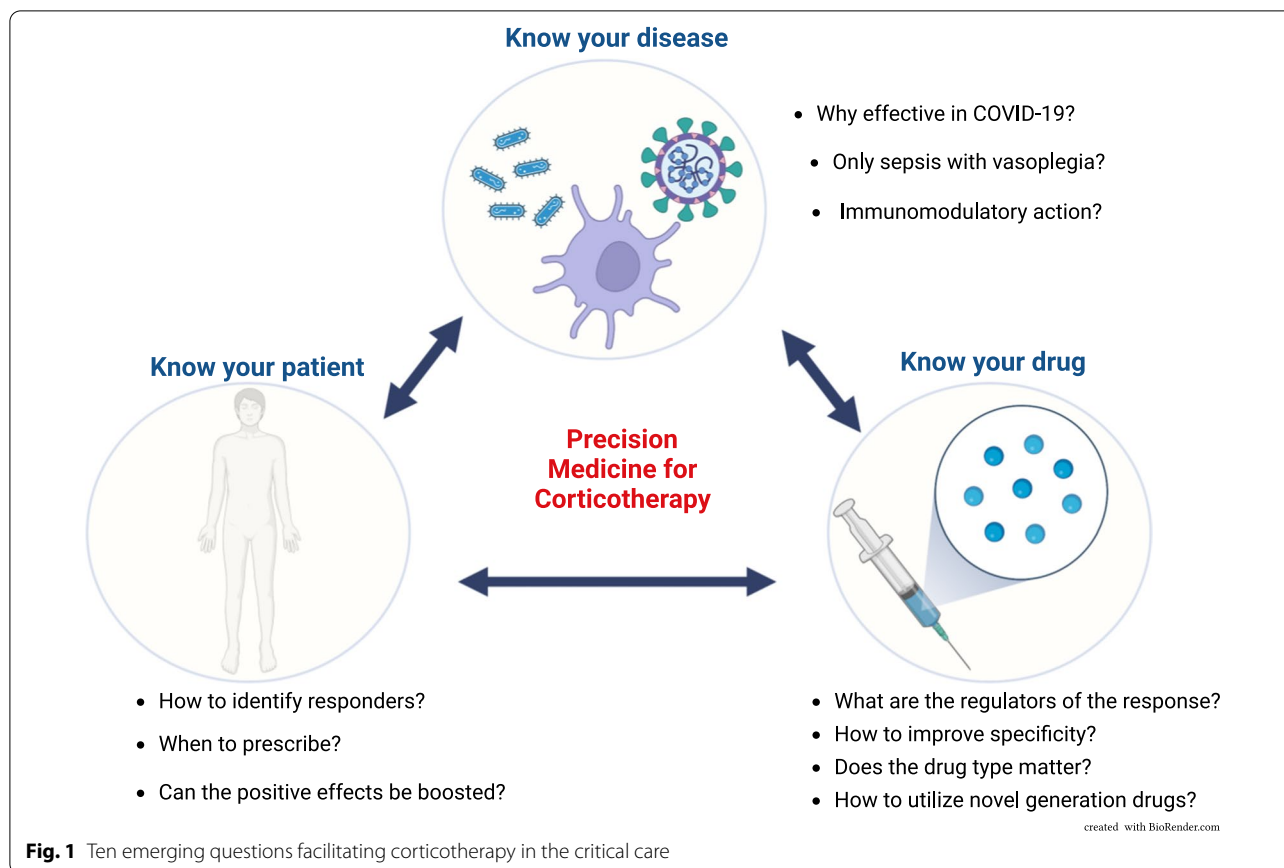 Know your disease
• Why effective in COVID-19?
• Only sepsis with vasoplegia?
• Immunomodulatory action?
Know your patient
Know your drug
Precision
Medicine for
Corticotherapy
• How to identify responders?
• When to prescribe?
• Can the positive effects be boosted?
• What are the regulators of the response?
• How to improve specificity?
• Does the drug type matter?
• How to utilize novel generation drugs?
created with BioRender.com
Fig. 1 Ten emerging questions facilitating corticotherapy in the critical care